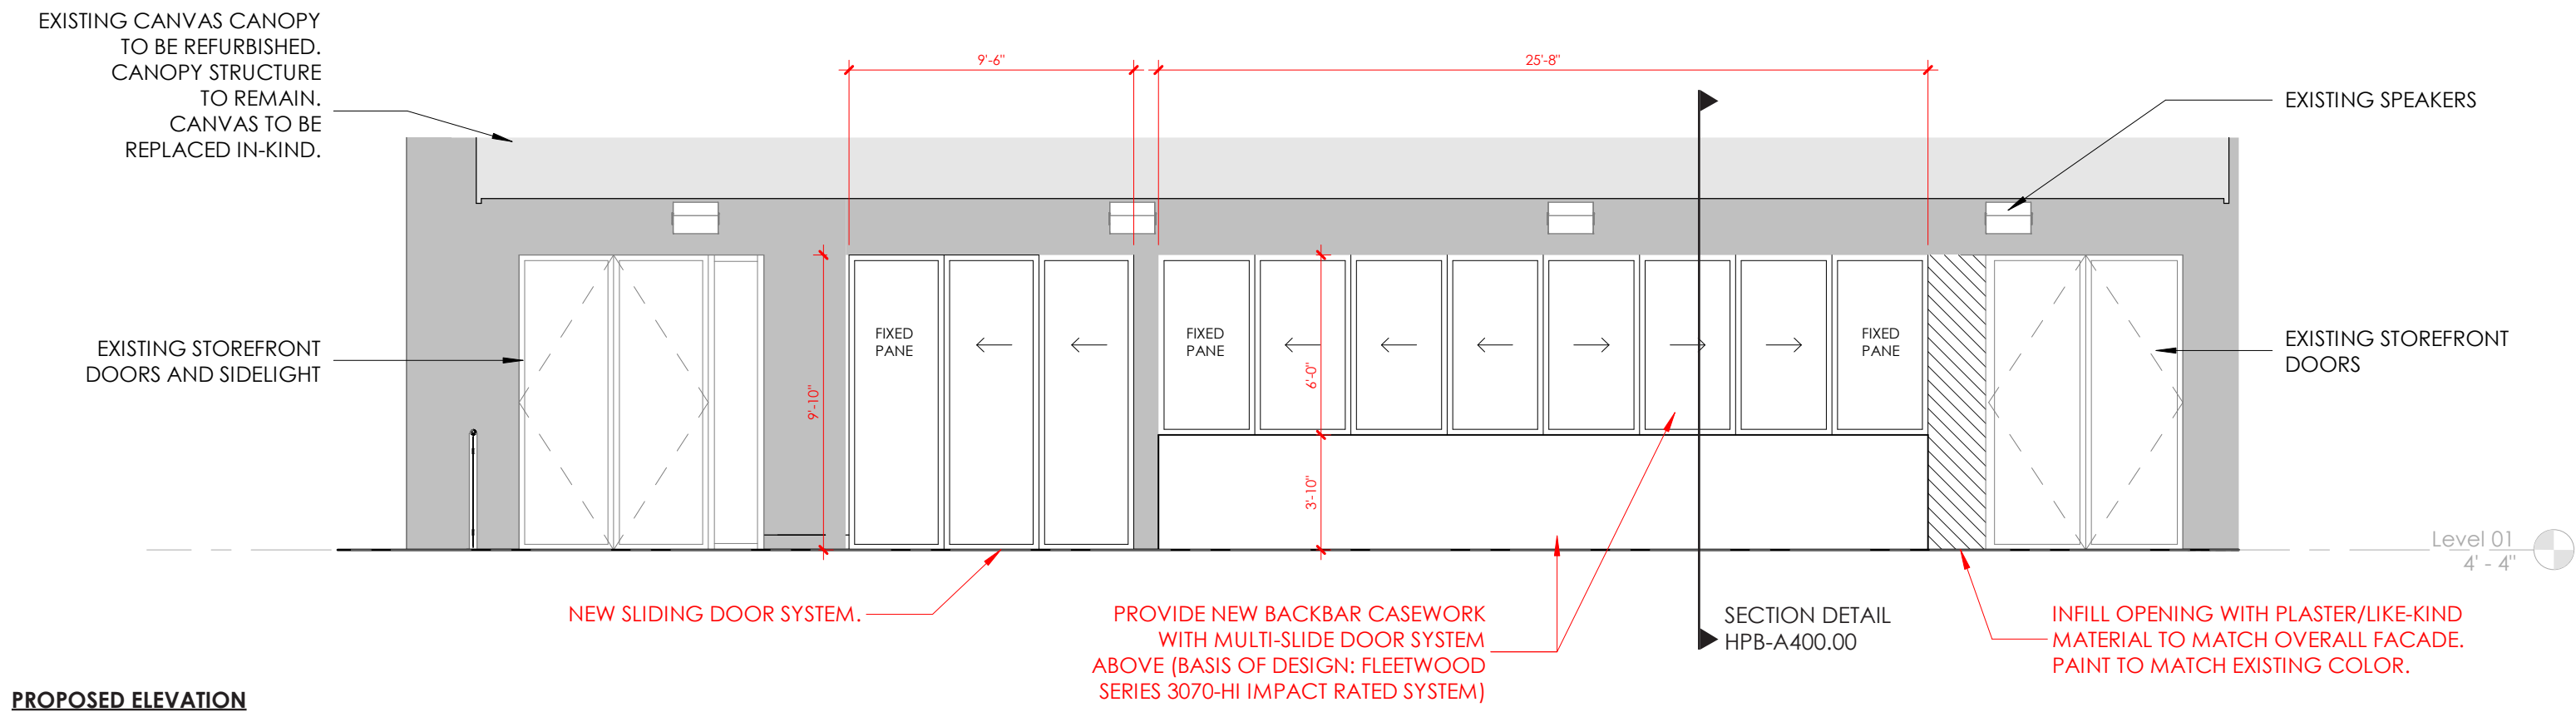 EXISTING CANVAS CANOPY
TO BE REFURBISHED.
CANOPY STRUCTURE
TO REMAIN.
CANVAS TO BE
REPLACED IN-KIND.
9'-6"
25'-8"
EXISTING SPEAKERS
EXISTING STOREFRONT
DOORS AND SIDELIGHT
9'-10"
FIXED
PANE
FIXED
PANE
6'-0"
3'-10"
FIXED
PANE
EXISTING STOREFRONT
DOORS
Level 01
4' - 4"
NEW SLIDING DOOR SYSTEM.
PROVIDE NEW BACKBAR CASEWORK
WITH MULTI-SLIDE DOOR SYSTEM
ABOVE (BASIS OF DESIGN: FLEETWOOD
SERIES 3070-HI IMPACT RATED SYSTEM)
SECTION DETAIL
HPB-A400.00
INFILL OPENING WITH PLASTER/LIKE-KIND
MATERIAL TO MATCH OVERALL FACADE.
PAINT TO MATCH EXISTING COLOR.
PROPOSED ELEVATION